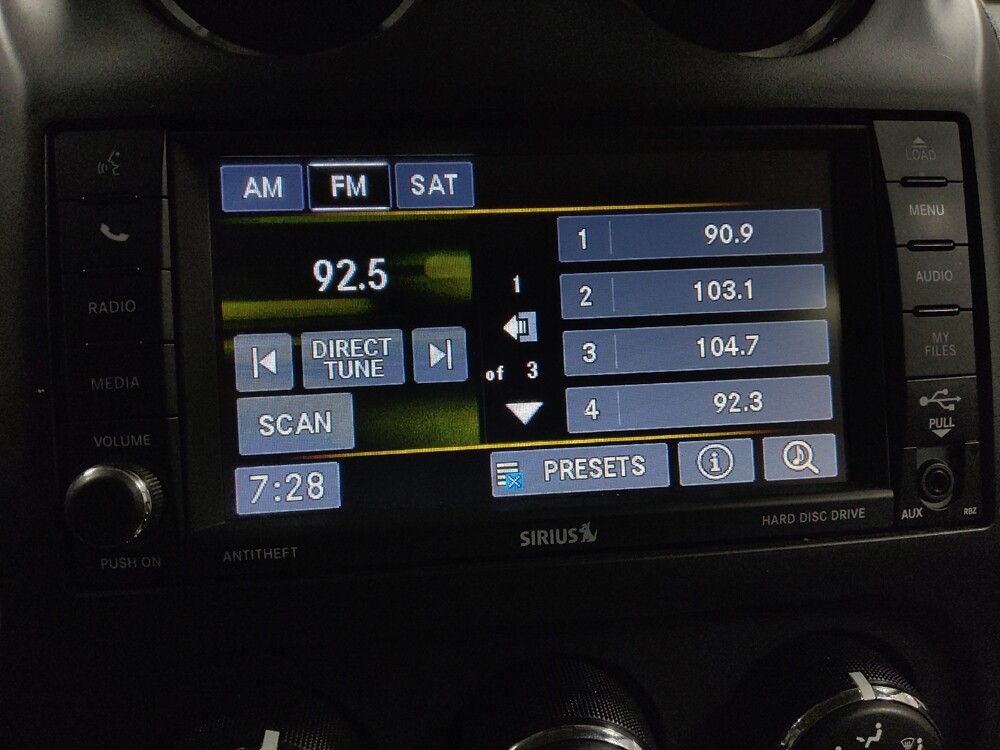 AM FM SAT
92.5
DIRECT
TUNE
SCAN
7:28
1
of 3
1 90.9
2 103.1
3 104.7
4 92.3
PRESETS
i
RADIO
MEDIA
VOLUME
PUSH ON
ANTITHEFT
SIRIUS
HARD DISC DRIVE
LOAD
MENU
AUDIO
MY
FILES
PULL
AUX
RBZ